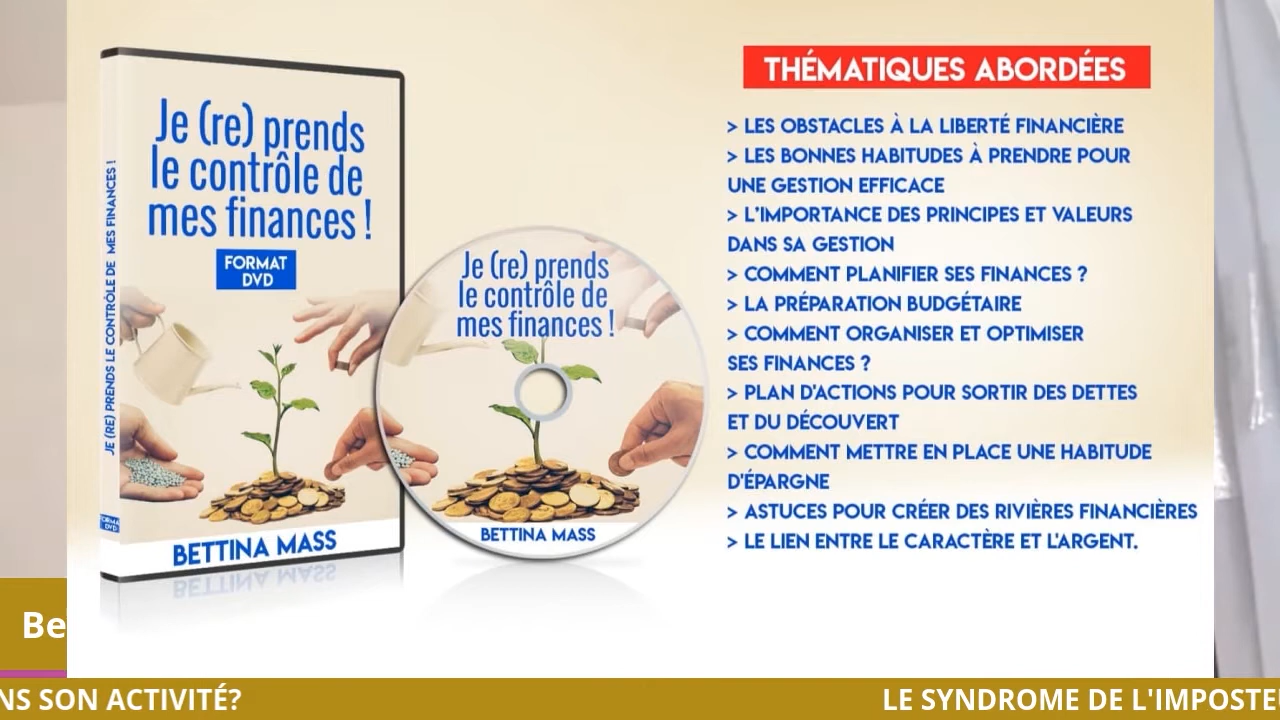 Je (re) prends
le contrôle de
mes finances !
FORMAT
DVD
JE (RE) PRENDS LE CONTRÔLE DE MES FINANCES !
FORMAT
DVD
BETTINA MASS
Je (re) prends
le contrôle de
mes finances !
BETTINA MASS
THÉMATIQUES ABORDÉES
> LES OBSTACLES À LA LIBERTÉ FINANCIÈRE
> LES BONNES HABITUDES À PRENDRE POUR
UNE GESTION EFFICACE
> L'IMPORTANCE DES PRINCIPES ET VALEURS
DANS SA GESTION
> COMMENT PLANIFIER SES FINANCES ?
> LA PRÉPARATION BUDGÉTAIRE
> COMMENT ORGANISER ET OPTIMISER
SES FINANCES ?
> PLAN D'ACTIONS POUR SORTIR DES DETTES
ET DU DÉCOUVERT
> COMMENT METTRE EN PLACE UNE HABITUDE
D'ÉPARGNE
> ASTUCES POUR CRÉER DES RIVIÈRES FINANCIÈRES
> LE LIEN ENTRE LE CARACTÈRE ET L'ARGENT.
Be
NS SON ACTIVITÉ? LE SYNDROME DE L'IMPOSTE